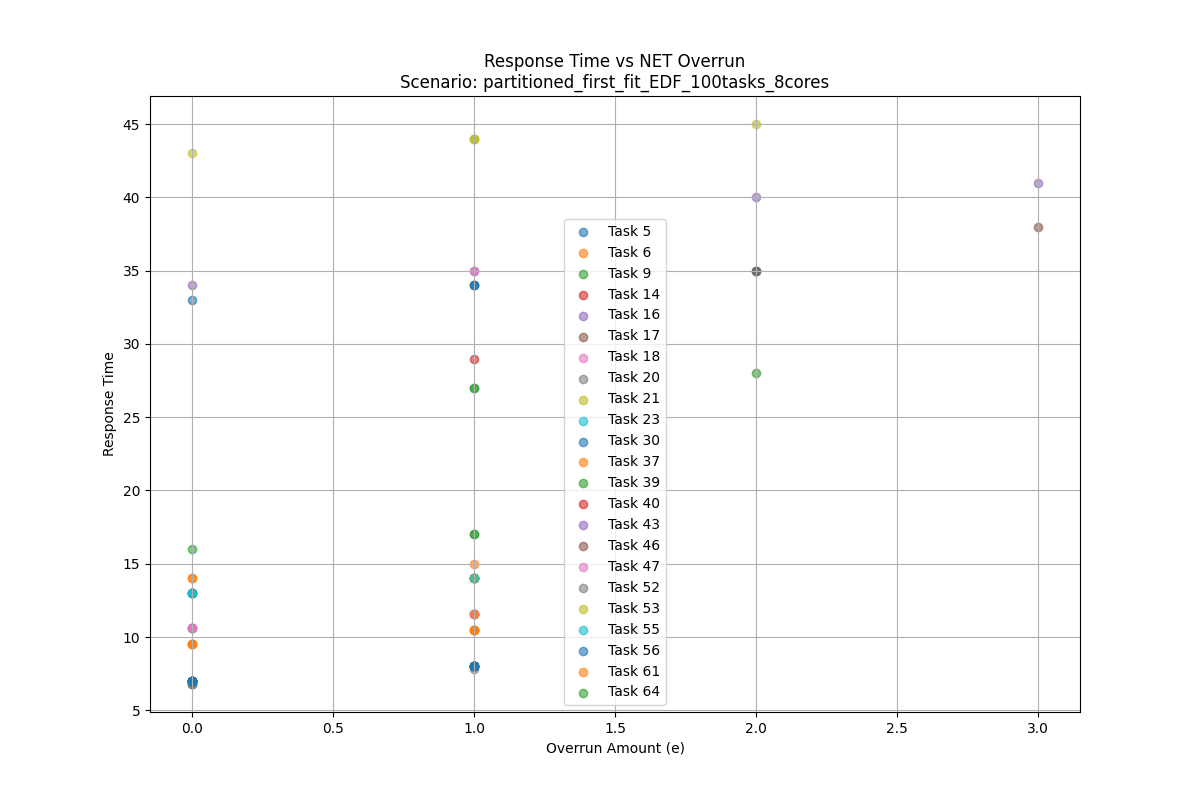 Response Time vs NET Overrun
Scenario: partitioned_first_fit_EDF_100tasks_8cores
Response Time
45
40
35
30
25
20
15
10
5
Task 5
Task 6
Task 9
Task 14
Task 16
Task 17
Task 18
Task 20
Task 21
Task 23
Task 30
Task 37
Task 39
Task 40
Task 43
Task 46
Task 47
Task 52
Task 53
Task 55
Task 56
Task 61
Task 64
0.0 0.5 1.0 1.5 2.0 2.5 3.0
Overrun Amount (e)